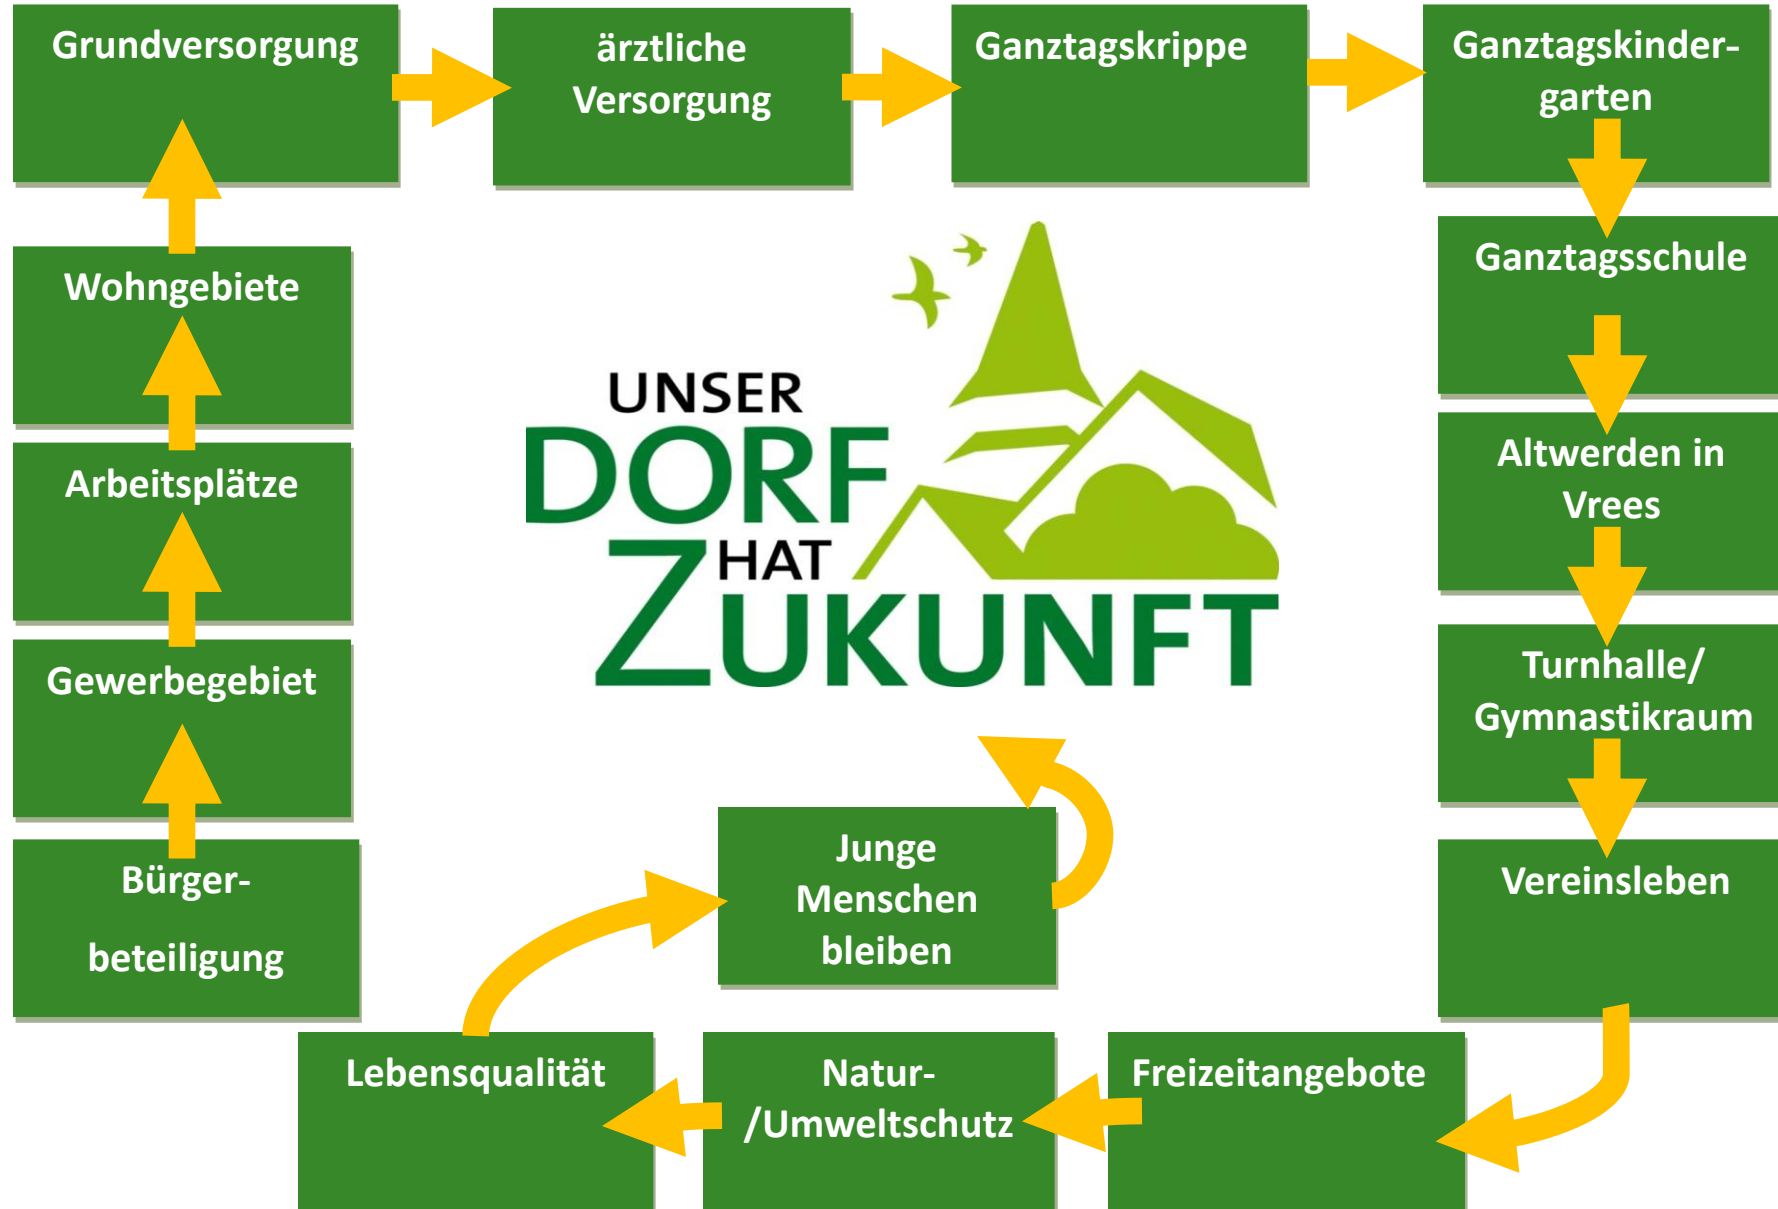 Grundversorgung
ärztliche
Versorgung
Ganztagskrippe
Ganztagskinder-
garten
Wohngebiete
Ganztagsschule
UNSER
DORF
HAT
ZUKUNFT
Arbeitsplätze
Altwerden in
Vrees
Gewerbegebiet
Turnhalle/
Gymnastikraum
Bürger-
beteiligung
Junge
Menschen
bleiben
Vereinsleben
Lebensqualität
Natur-
/Umweltschutz
Freizeitangebote